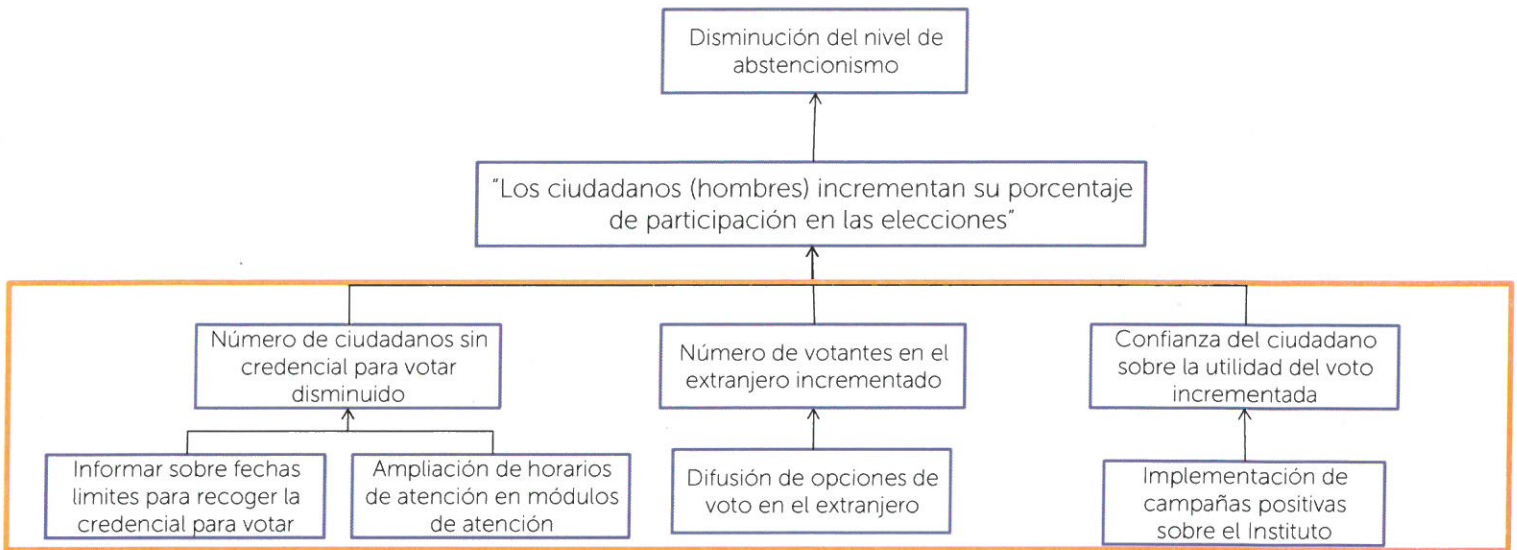 Disminución del nivel de
abstencionismo
"Los ciudadanos (hombres) incrementan su porcentaje
de participación en las elecciones"
Número de ciudadanos sin
credencial para votar
disminuido
Número de votantes en el
extranjero incrementado
Confianza del ciudadano
sobre la utilidad del voto
incrementada
Informar sobre fechas
limites para recoger la
credencial para votar
Ampliación de horarios
de atención en módulos
de atención
Difusión de opciones de
voto en el extranjero
Implementación de
campañas positivas
sobre el Instituto